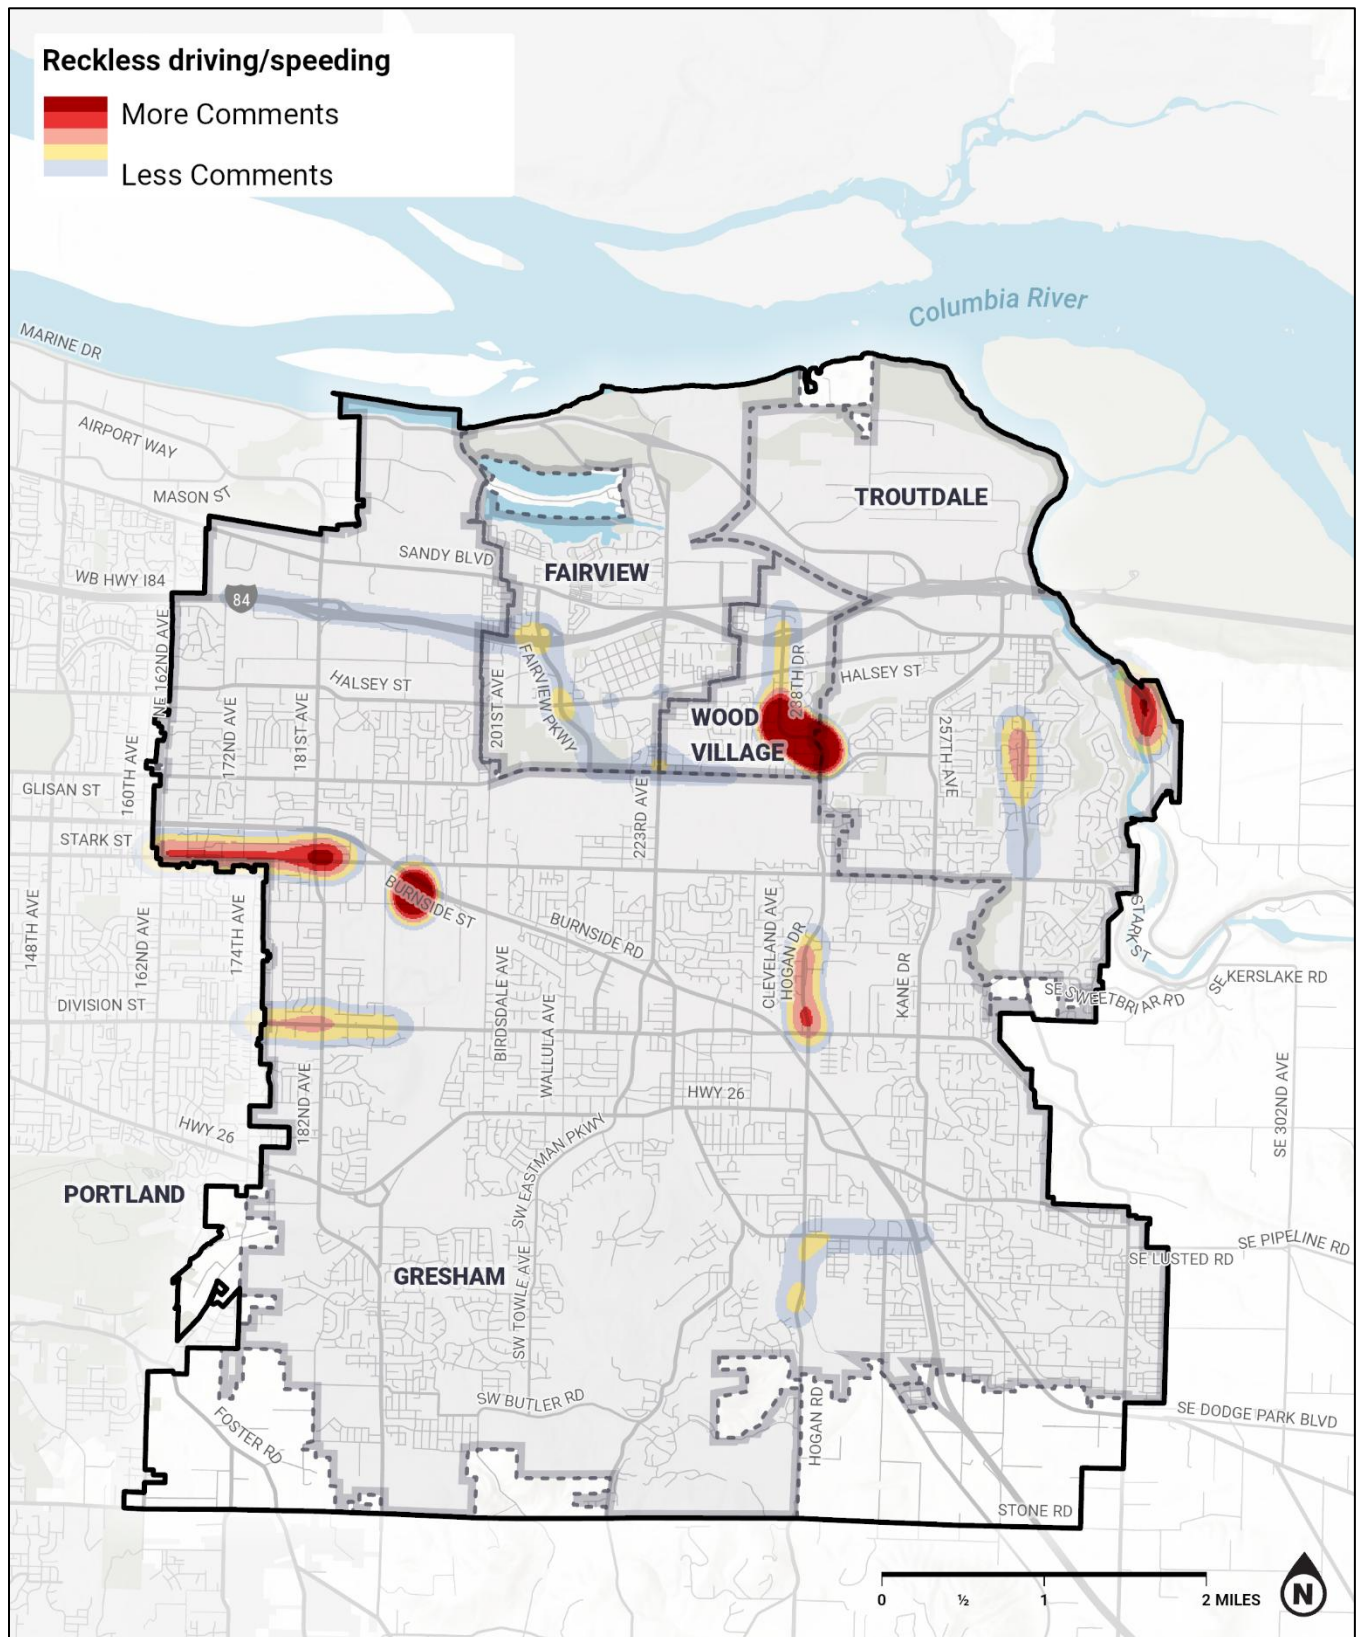 Reckless driving/speeding
More Comments
Less Comments
Columbia River
MARINE DR
AIRPORT WAY
MASON ST
TROUTDALE
SANDY BLVD
FAIRVIEW
WB HWY I84
84
NE 162ND AVE
FAIRVIEW PKWY
HALSEY ST
HALSEY ST
201ST AVE
238TH DR
172ND AVE
181ST AVE
WOOD
VILLAGE
257TH AVE
160TH AVE
GLISAN ST
223RD AVE
STARK ST
BURNSIDE ST
BURNSIDE RD
148TH AVE
162ND AVE
174TH AVE
CLEVELAND AVE
HOGAN DR
STARK ST
KANE DR
BIRDSDALE AVE
WALLULA AVE
SE KERSLAKE RD
SE SWEETBRIAR RD
DIVISION ST
SE 302ND AVE
182ND AVE
HWY 26
HWY 26
SW EASTMAN PKWY
PORTLAND
SW TOWLE AVE
SE PIPELINE RD
SE LUSTED RD
GRESHAM
SW BUTLER RD
HOGAN RD
SE DODGE PARK BLVD
FOSTER RD
STONE RD
0 ½ 1 2 MILES
N